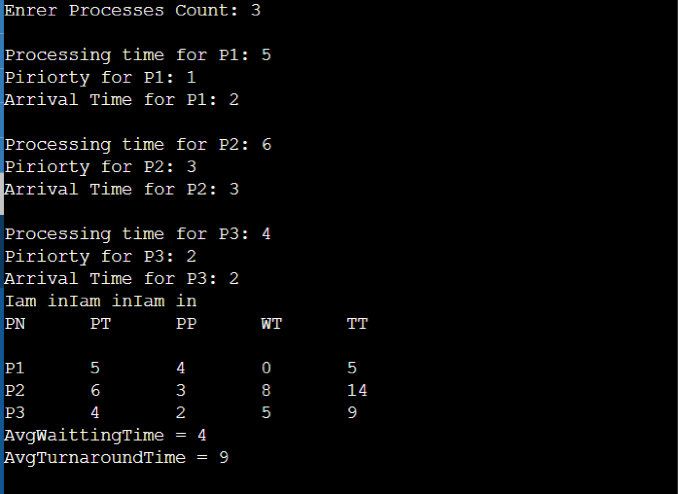 Enrer Processes Count: 3
Processing time for P1: 5
Piriorty for P1: 1
Arrival Time for P1: 2
Processing time for P2: 6
Piriorty for P2: 3
Arrival Time for P2: 3
Processing time for P3: 4
Piriorty for P3: 2
Arrival Time for P3: 2
Iam inIam inIam in
PN PT PP WT TT
P1 5 4 0 5
P2 6 3 8 14
P3 4 2 5 9
AvgWaittingTime = 4
AvgTurnaroundTime = 9